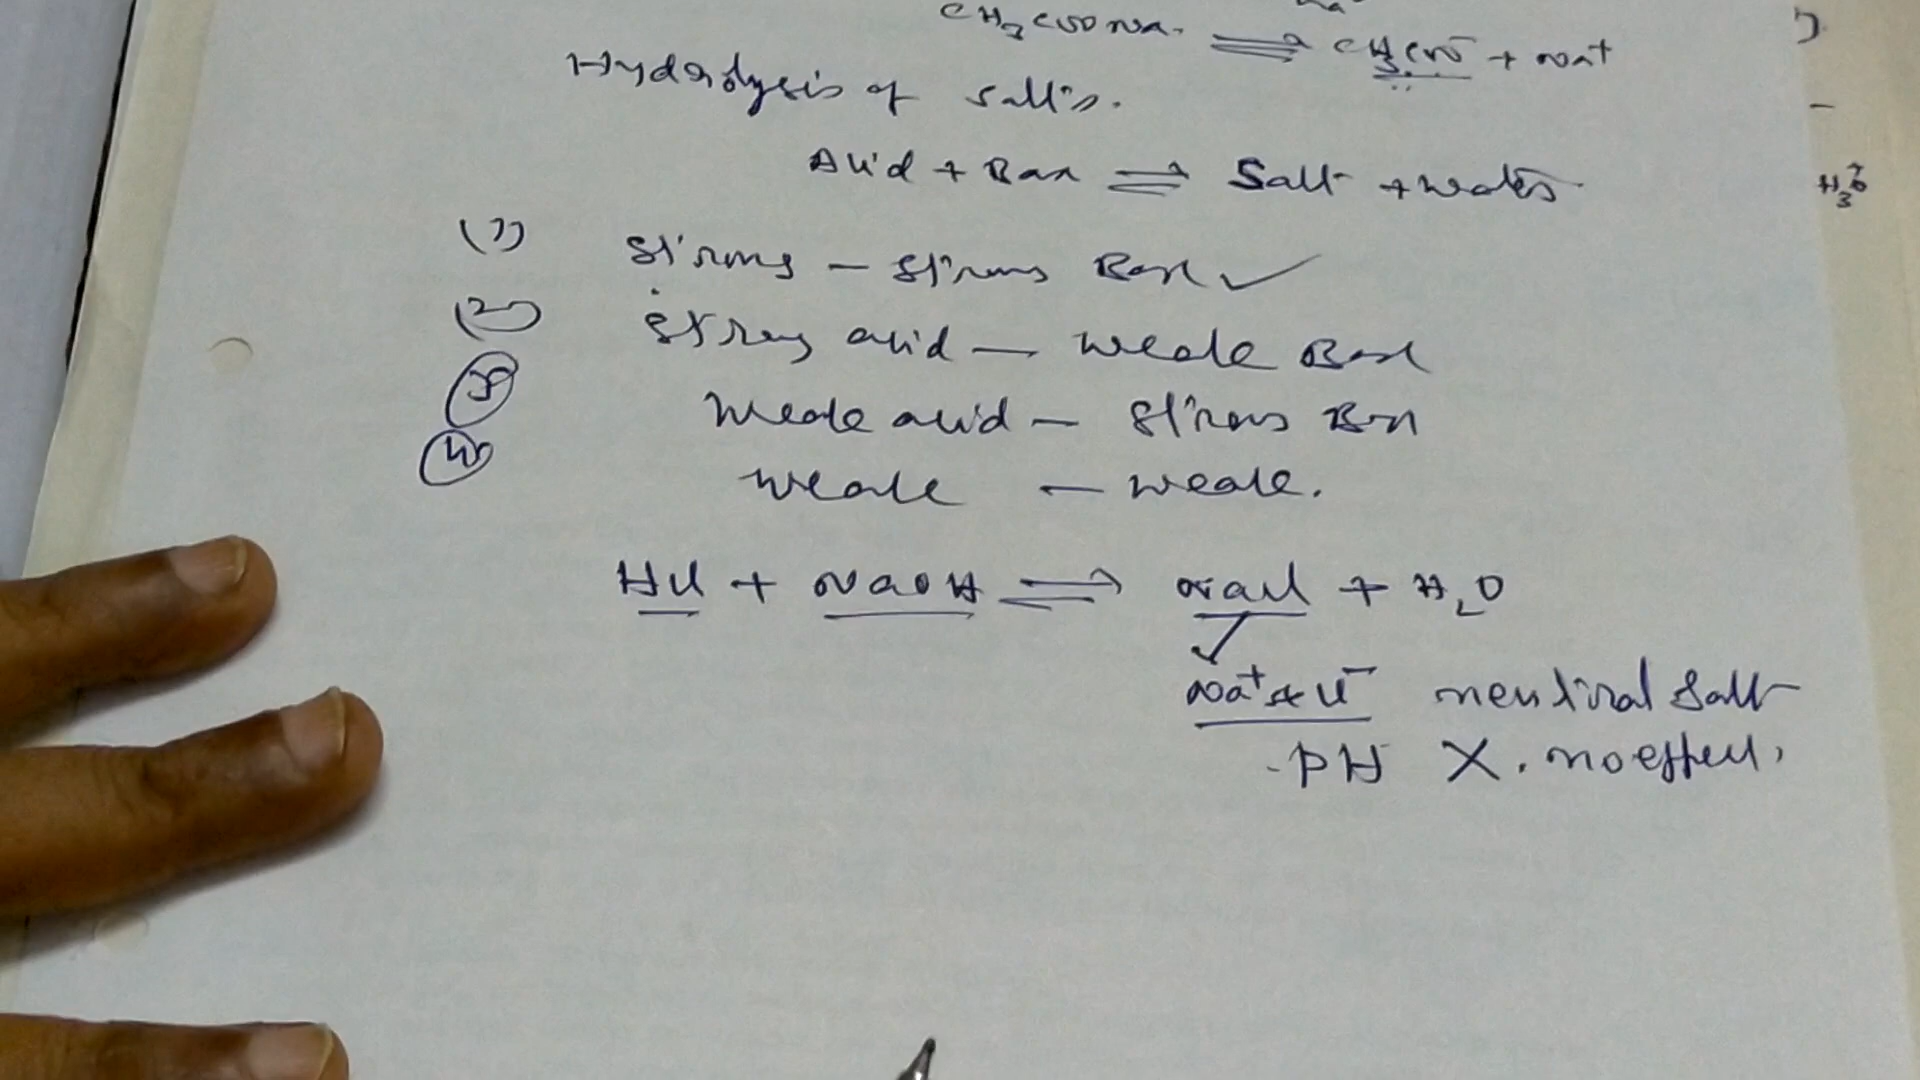 CH3COONa. ⇌ CH3COO- + Na+
Hydrolysis of salts.
Acid + Base ⇌ Salt + water
H3O+
(1) Strong - Strong Base ✓
(2) Strong acid - weak Base
(3) Weak acid - Strong Base
(4) weak - weak.
HCl + NaOH ⇌ NaCl + H2O
Na+ + Cl- neutral Salt
PH X. no effect,